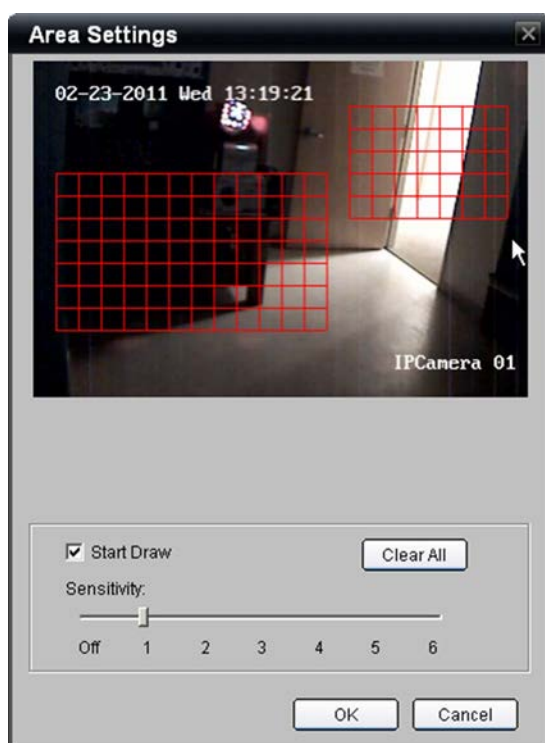 Area Settings
02-23-2011 Wed 13:19:21
IPCamera 01
Start Draw
Clear All
Sensitivity:
Off 1 2 3 4 5 6
OK Cancel